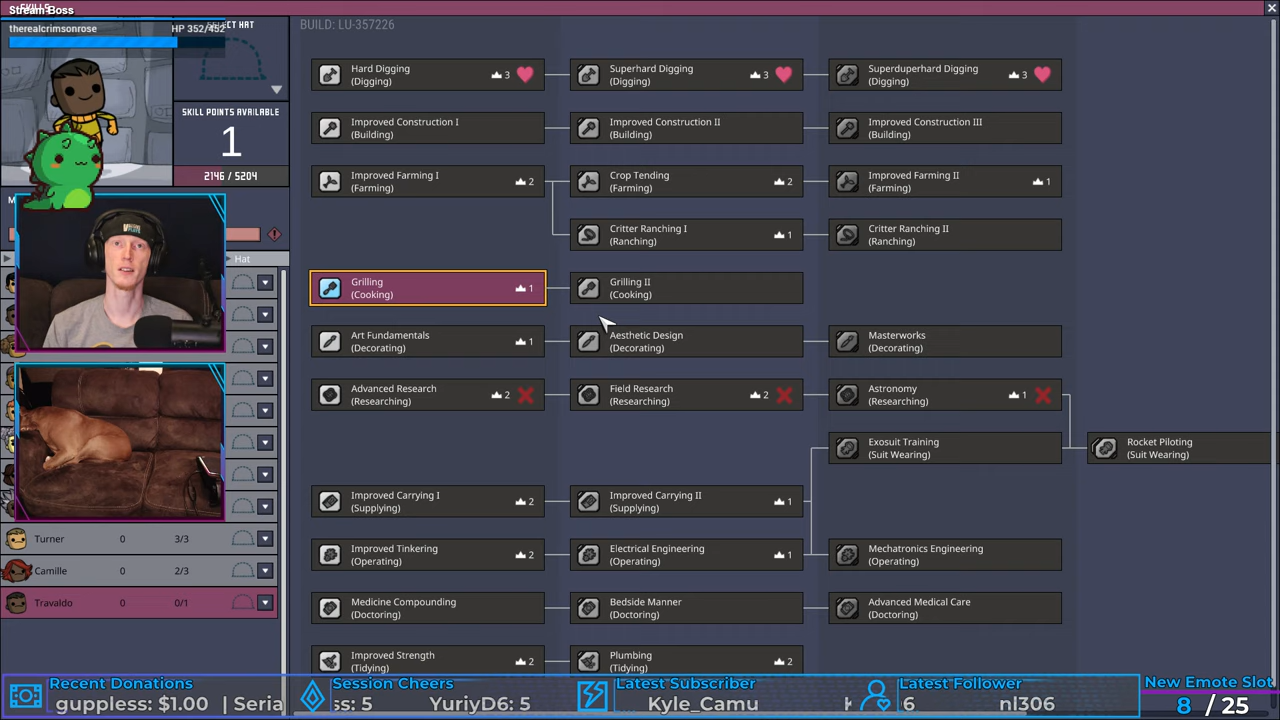 Stream Boss
therealcrimsonrose HP 352/452
SELECT HAT
SKILL POINTS AVAILABLE
1
2146 / 5204
Hat
Turner 0 3/3
Camille 0 2/3
Travaldo 0 0/1
BUILD: LU-357226
Hard Digging
(Digging)
3
Superhard Digging
(Digging)
3
Superduperhard Digging
(Digging)
3
Improved Construction I
(Building)
Improved Construction II
(Building)
Improved Construction III
(Building)
Improved Farming I
(Farming)
2
Crop Tending
(Farming)
2
Improved Farming II
(Farming)
1
Critter Ranching I
(Ranching)
1
Critter Ranching II
(Ranching)
Grilling
(Cooking)
1
Grilling II
(Cooking)
Art Fundamentals
(Decorating)
1
Aesthetic Design
(Decorating)
Masterworks
(Decorating)
Advanced Research
(Researching)
2
Field Research
(Researching)
2
Astronomy
(Researching)
1
Exosuit Training
(Suit Wearing)
Rocket Piloting
(Suit Wearing)
Improved Carrying I
(Supplying)
2
Improved Carrying II
(Supplying)
1
Improved Tinkering
(Operating)
2
Electrical Engineering
(Operating)
1
Mechatronics Engineering
(Operating)
Medicine Compounding
(Doctoring)
Bedside Manner
(Doctoring)
Advanced Medical Care
(Doctoring)
Improved Strength
(Tidying)
2
Plumbing
(Tidying)
2
Recent Donations
guppless: $1.00 | Seria
Session Cheers
ss: 5 YuriyD6: 5
Latest Subscriber
Kyle_Camu
Latest Follower
6 nl306
New Emote Slot
8 / 25